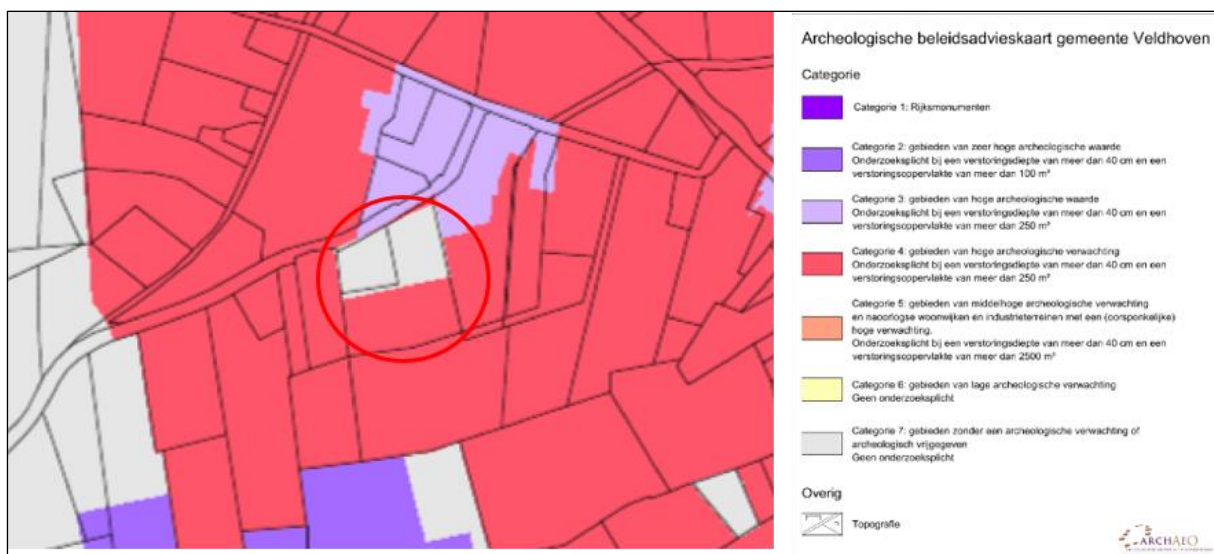 Archeologische beleidsadvieskaart gemeente Veldhoven
Categorie
Categorie 1: Rijksmonumenten
Categorie 2: gebieden van zeer hoge archeologische waarde
Onderzoeksplicht bij een verstoringsdiepte van meer dan 40 cm en een
verstoringsoppervlakte van meer dan 100 m²
Categorie 3: gebieden van hoge archeologische waarde
Onderzoeksplicht bij een verstoringsdiepte van meer dan 40 cm en een
verstoringsoppervlakte van meer dan 250 m²
Categorie 4: gebieden van hoge archeologische verwachting
Onderzoeksplicht bij een verstoringsdiepte van meer dan 40 cm en een
verstoringsoppervlakte van meer dan 250 m²
Categorie 5: gebieden van middelhoge archeologische verwachting
en naoorlogse woonwijken en industrieterreinen met een (oorsponkelijke)
hoge verwachting.
Onderzoeksplicht bij een verstoringsdiepte van meer dan 40 cm en een
verstoringsoppervlakte van meer dan 2500 m²
Categorie 6: gebieden van lage archeologische verwachting
Geen onderzoeksplicht
Categorie 7: gebieden zonder een archeologische verwachting of
archeologisch vrijgegeven
Geen onderzoeksplicht
Overig
Topografie
ARCHAEO